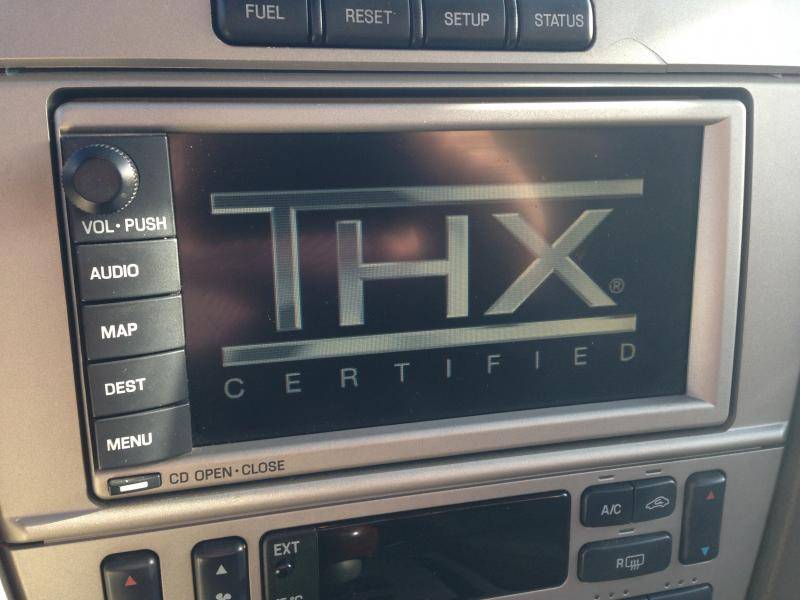 FUEL RESET SETUP STATUS
VOL·PUSH
AUDIO
MAP
DEST
MENU
THX®
CERTIFIED
CD OPEN·CLOSE
A/C
EXT
R